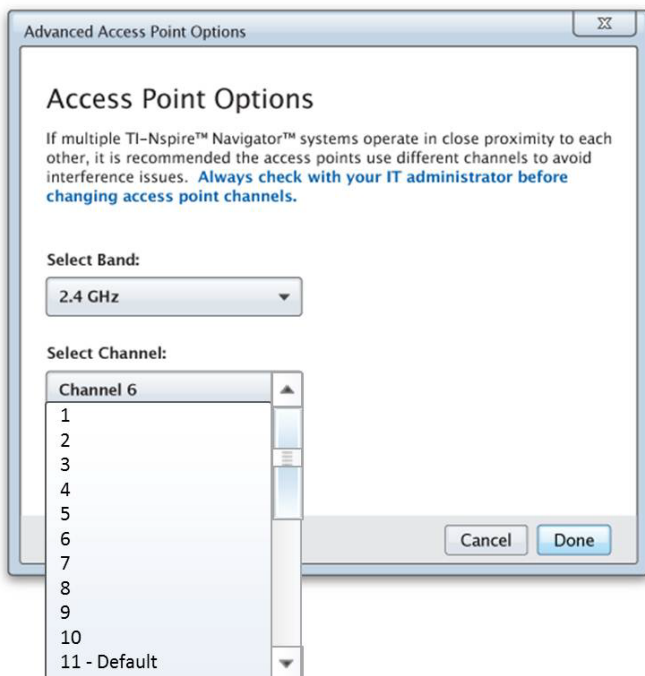 Advanced Access Point Options
Access Point Options
If multiple TI-Nspire™ Navigator™ systems operate in close proximity to each
other, it is recommended the access points use different channels to avoid
interference issues. Always check with your IT administrator before
changing access point channels.
Select Band:
2.4 GHz
Select Channel:
Channel 6
1
2
3
4
5
6
7
8
9
10
11 - Default
Cancel Done